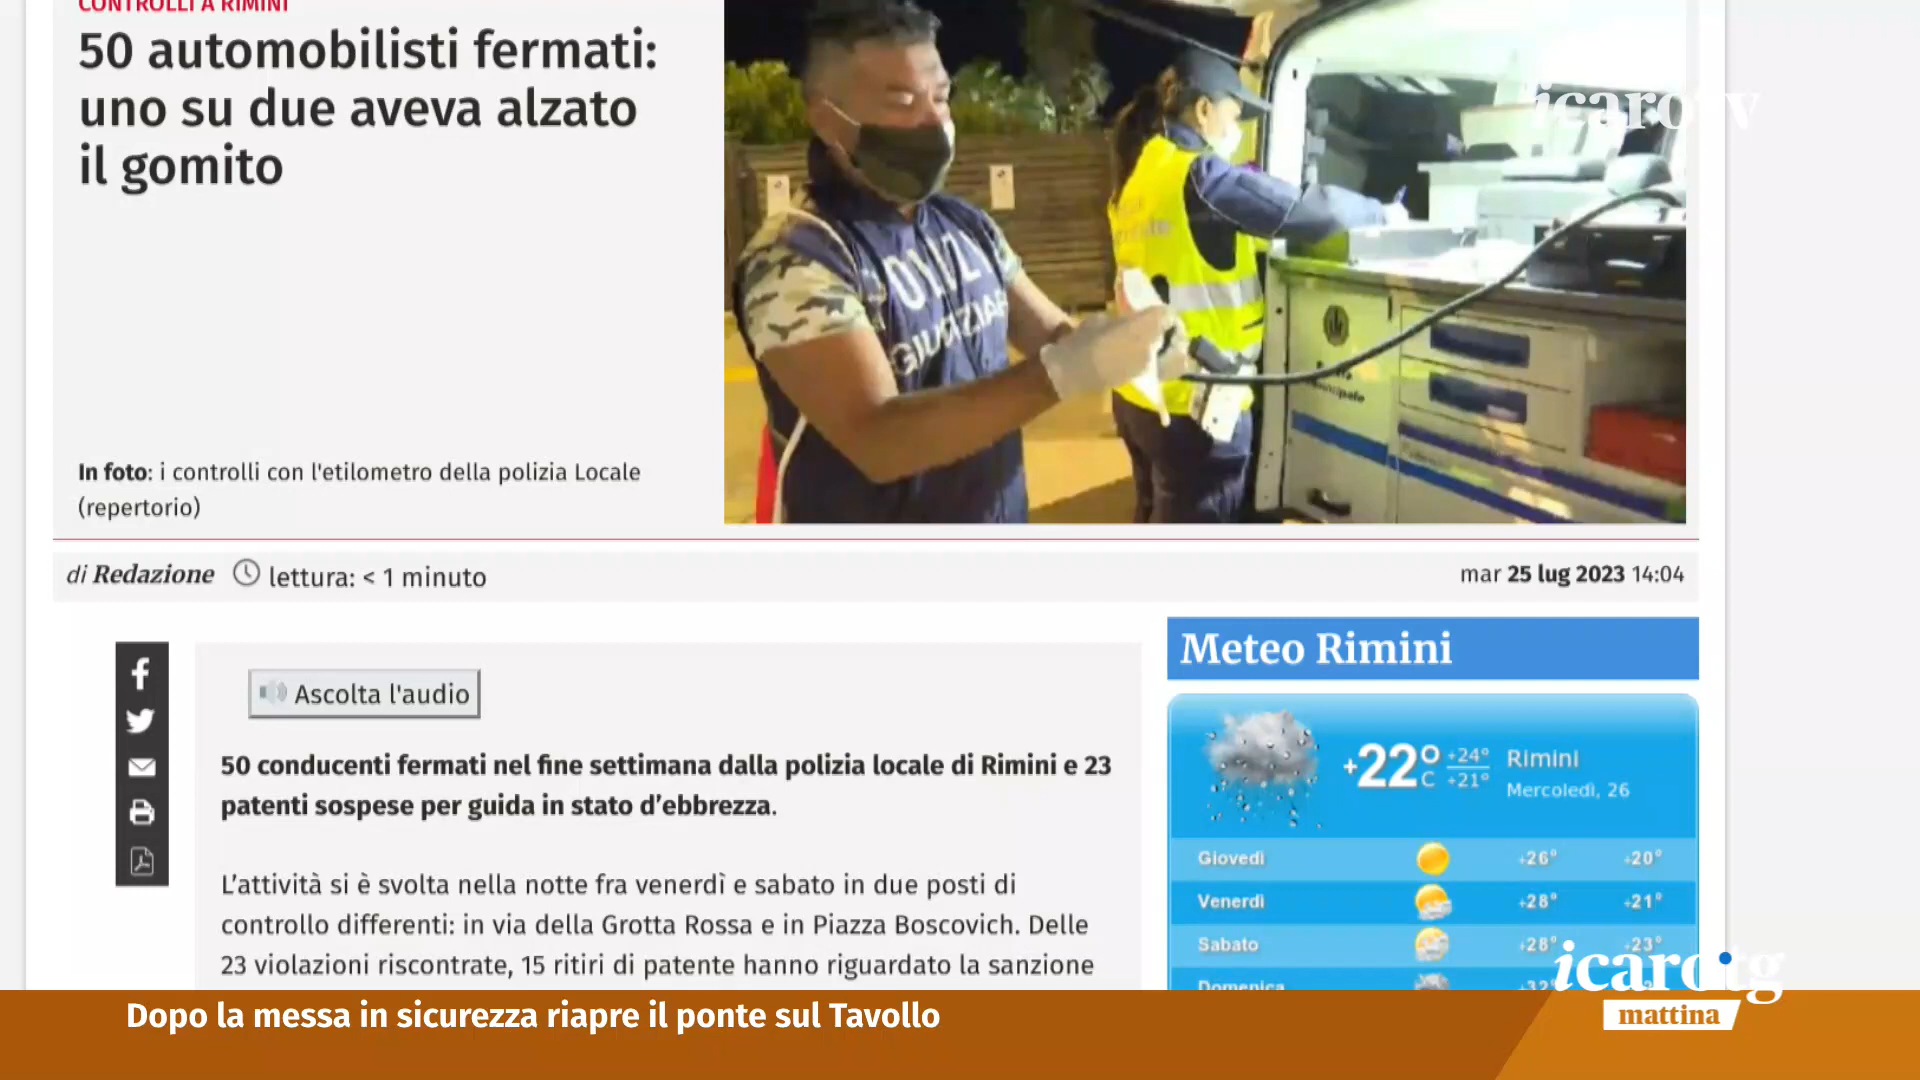 CONTROLLI A RIMINI
50 automobilisti fermati:
uno su due aveva alzato
il gomito
In foto: i controlli con l'etilometro della polizia Locale
(repertorio)
icaro tv
POLIZIA
GIUDIZIARIA
di Redazione lettura: < 1 minuto
mar 25 lug 2023 14:04
Ascolta l'audio
50 conducenti fermati nel fine settimana dalla polizia locale di Rimini e 23
patenti sospese per guida in stato d’ebbrezza.
L’attività si è svolta nella notte fra venerdì e sabato in due posti di
controllo differenti: in via della Grotta Rossa e in Piazza Boscovich. Delle
23 violazioni riscontrate, 15 ritiri di patente hanno riguardato la sanzione
Meteo Rimini
+22°C +24° +21° Rimini
Mercoledì, 26
Giovedì +26° +20°
Venerdì +28° +21°
Sabato +28° +23°
Domenica +32°
icaro tg
mattina
Dopo la messa in sicurezza riapre il ponte sul Tavollo